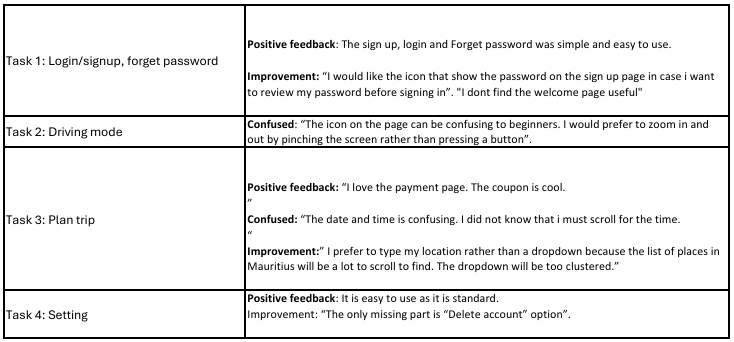 Task 1: Login/signup, forget password
Positive feedback: The sign up, login and Forget password was simple and easy to use.
Improvement: “I would like the icon that show the password on the sign up page in case i want
to review my password before signing in”. "I dont find the welcome page useful"
Task 2: Driving mode
Confused: “The icon on the page can be confusing to beginners. I would prefer to zoom in and
out by pinching the screen rather than pressing a button”.
Task 3: Plan trip
Positive feedback: “I love the payment page. The coupon is cool.
”
Confused: “The date and time is confusing. I did not know that i must scroll for the time.
“
Improvement:” I prefer to type my location rather than a dropdown because the list of places in
Mauritius will be a lot to scroll to find. The dropdown will be too clustered.”
Task 4: Setting
Positive feedback: It is easy to use as it is standard.
Improvement: “The only missing part is “Delete account” option”.